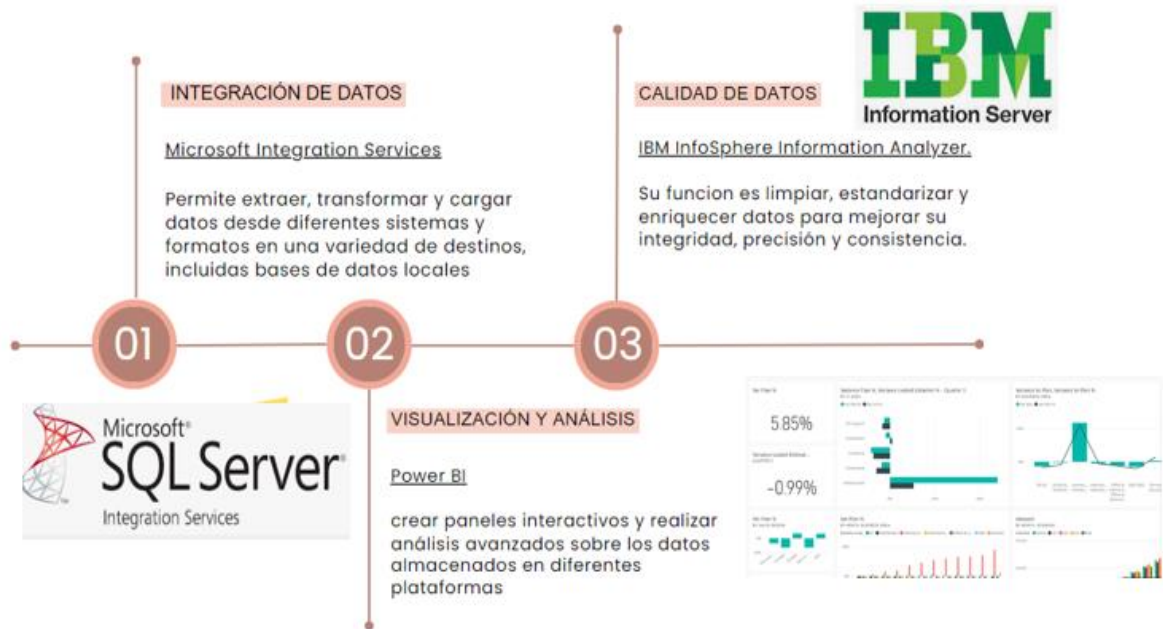 INTEGRACIÓN DE DATOS
Microsoft Integration Services
Permite extraer, transformar y cargar
datos desde diferentes sistemas y
formatos en una variedad de destinos,
incluidas bases de datos locales
CALIDAD DE DATOS
IBM
Information Server
IBM InfoSphere Information Analyzer.
Su funcion es limpiar, estandarizar y
enriquecer datos para mejorar su
integridad, precisión y consistencia.
01
02
03
Microsoft®
SQL Server®
Integration Services
VISUALIZACIÓN Y ANÁLISIS
Power BI
crear paneles interactivos y realizar
análisis avanzados sobre los datos
almacenados en diferentes
plataformas
5.85%
-0.99%